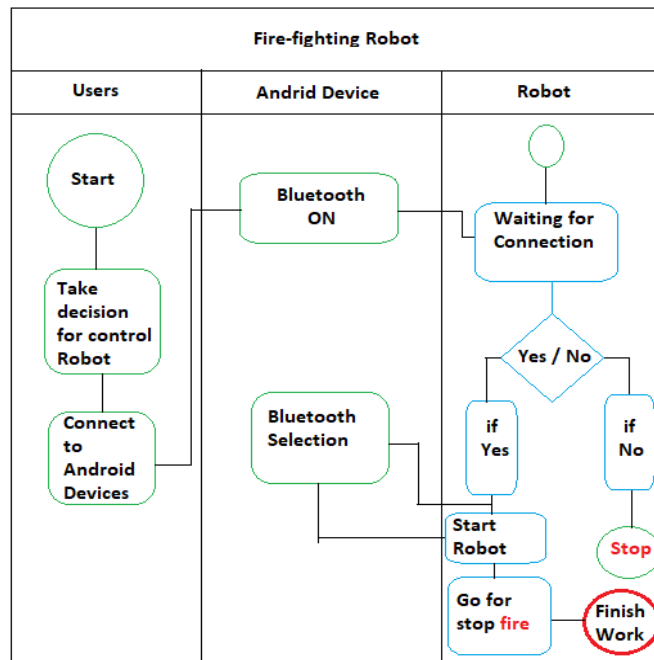 Fire-fighting Robot
Users
Andrid Device
Robot
Start
Take
decision
for control
Robot
Connect
to
Android
Devices
Bluetooth
ON
Bluetooth
Selection
Waiting for
Connection
Yes / No
if
Yes
if
No
Stop
Start
Robot
Go for
stop fire
Finish
Work